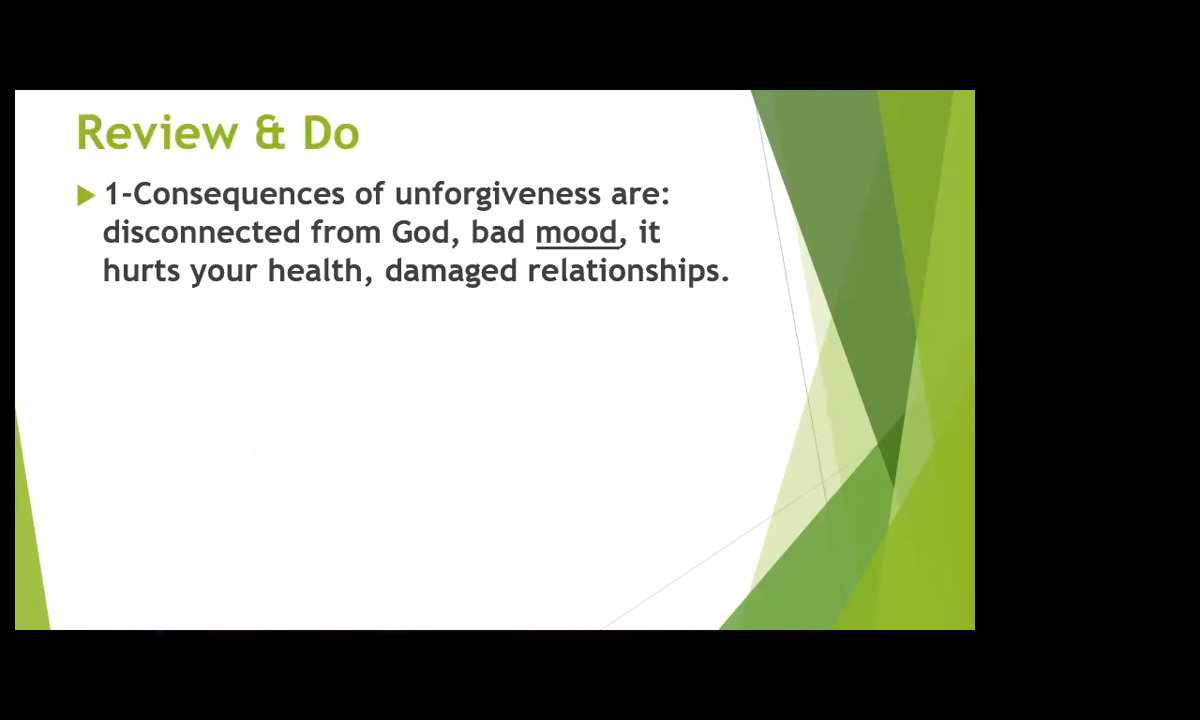 Review & Do
1-Consequences of unforgiveness are:
disconnected from God, bad mood, it
hurts your health, damaged relationships.